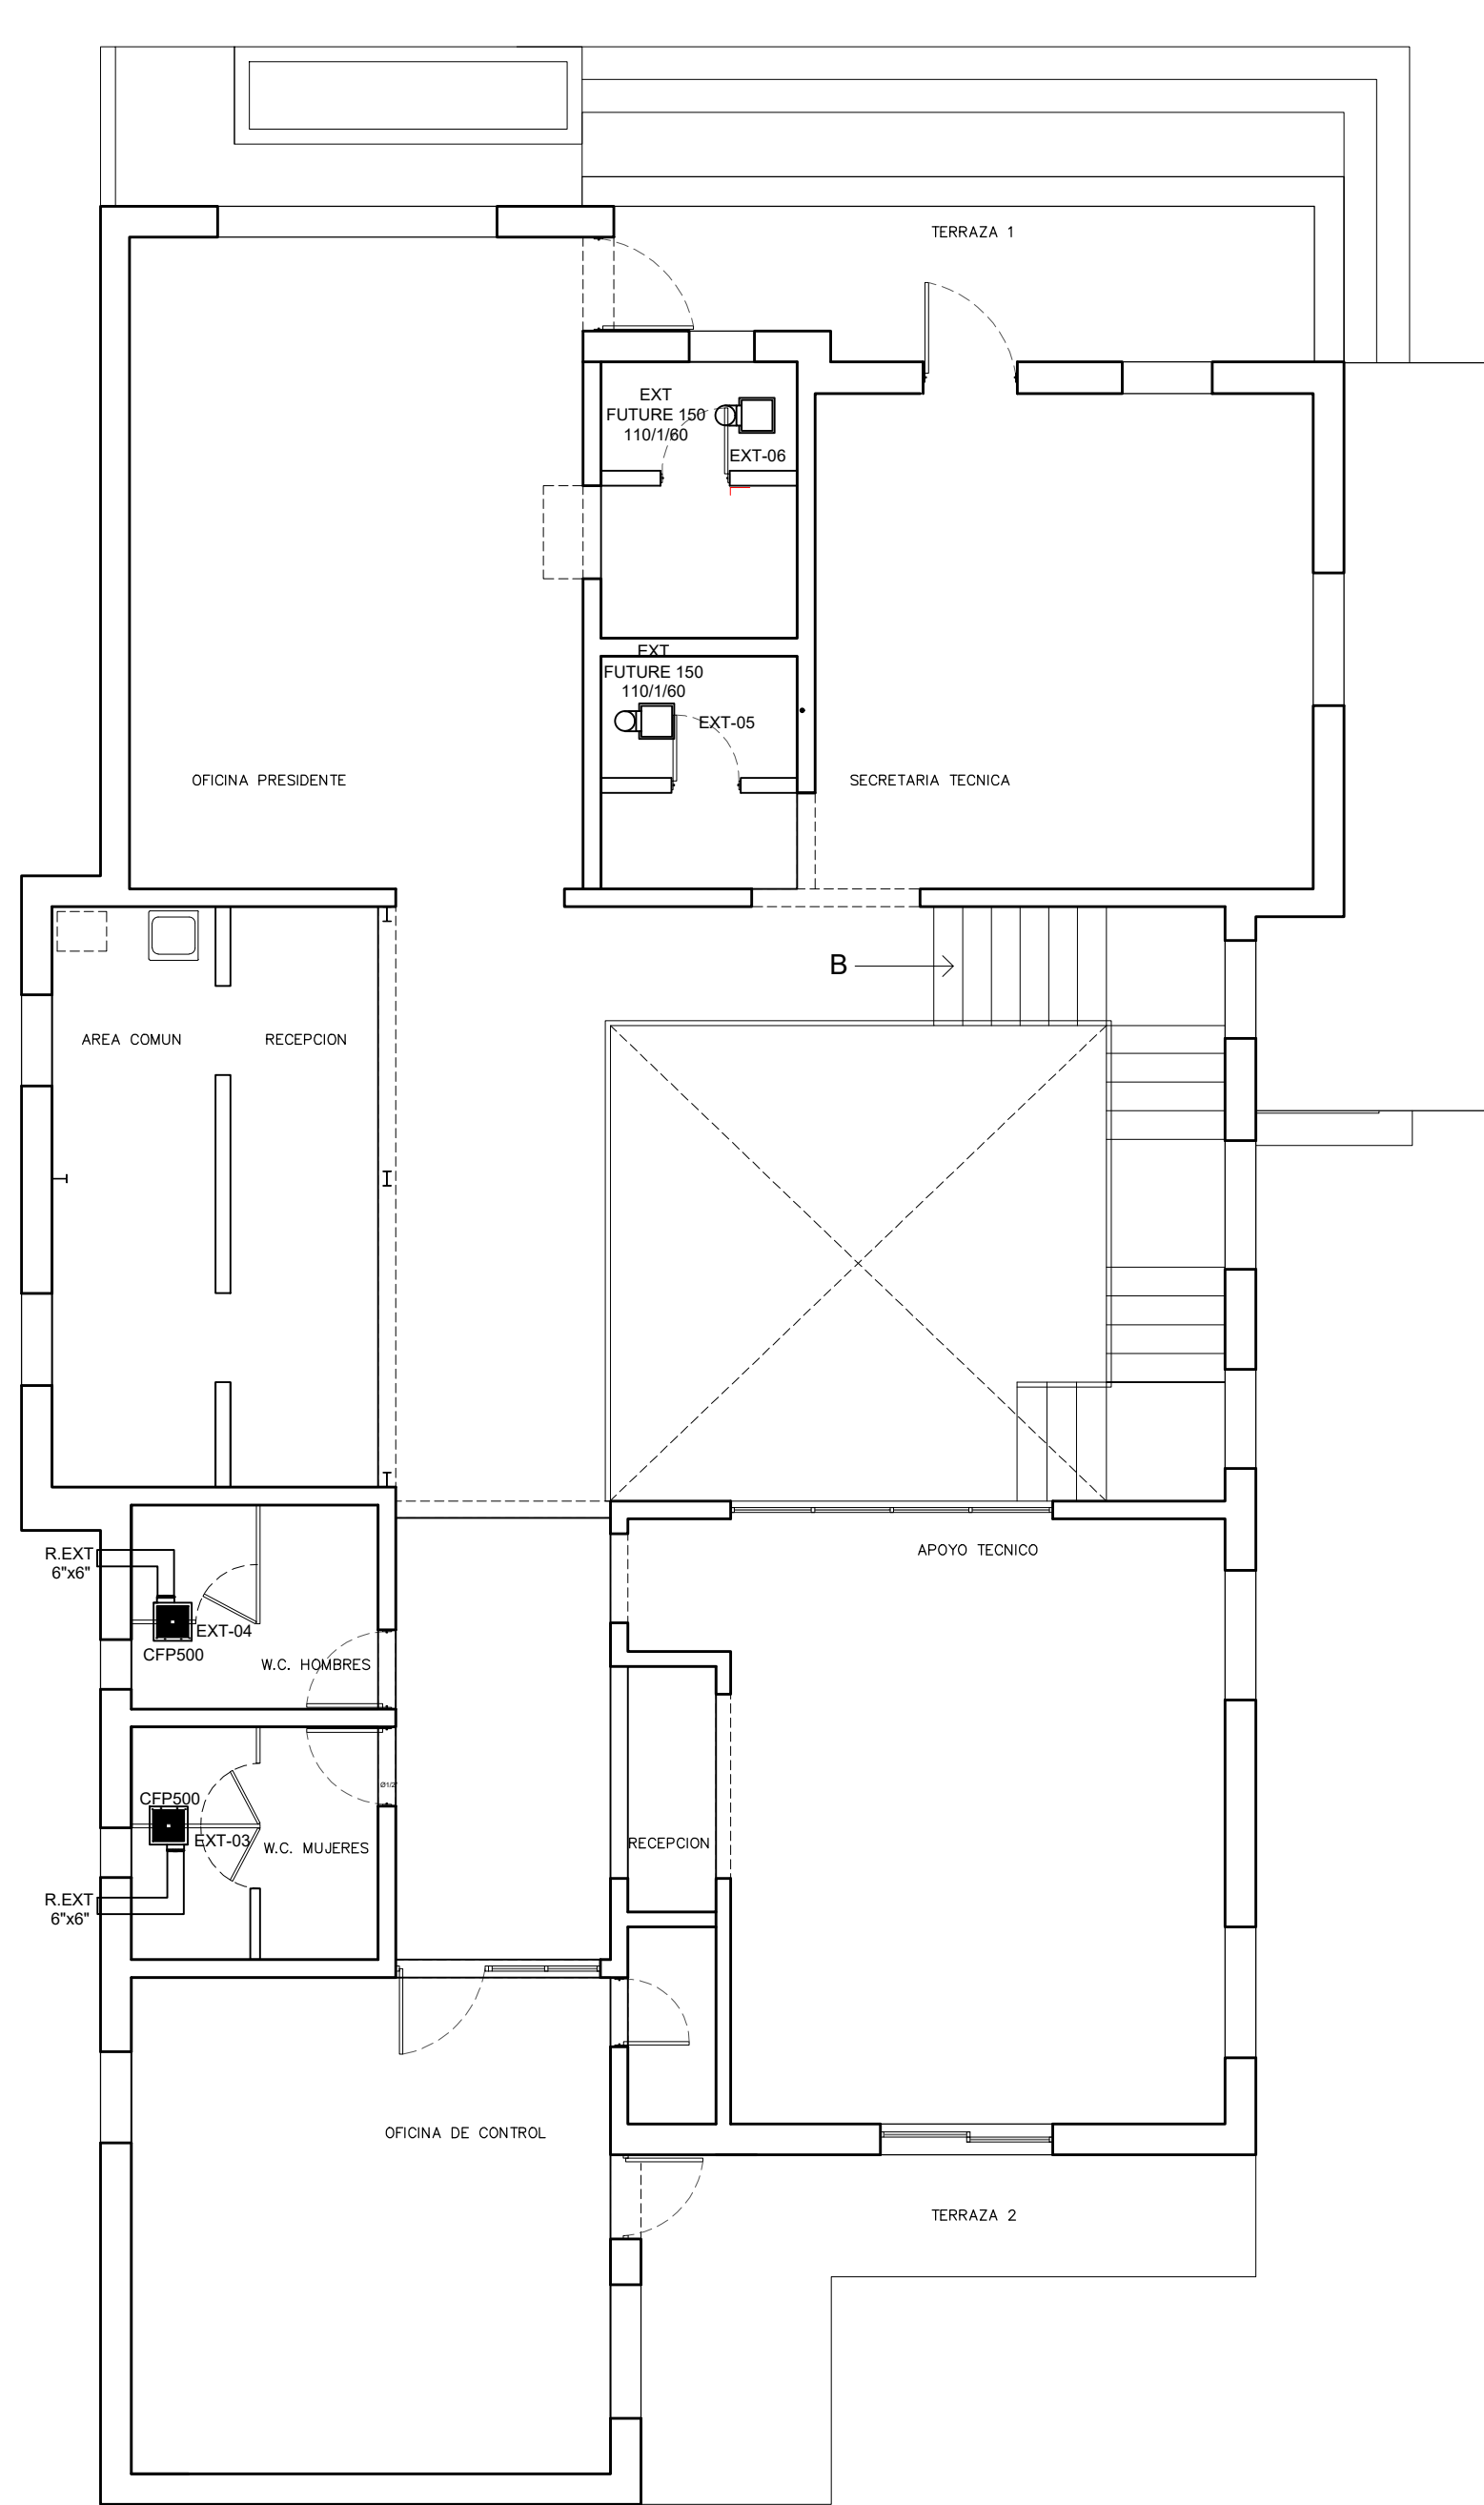 TERRAZA 1
EXT
FUTURE 150
110/1/60
EXT-06
EXT
FUTURE 150
110/1/60
EXT-05
OFICINA PRESIDENTE
SECRETARIA TECNICA
B
AREA COMUN
RECEPCION
R.EXT
6"x6"
APOYO TECNICO
EXT-04
CFP500
W.C. HOMBRES
Ø1/2"
CFP500
EXT-03
W.C. MUJERES
RECEPCION
R.EXT
6"x6"
OFICINA DE CONTROL
TERRAZA 2